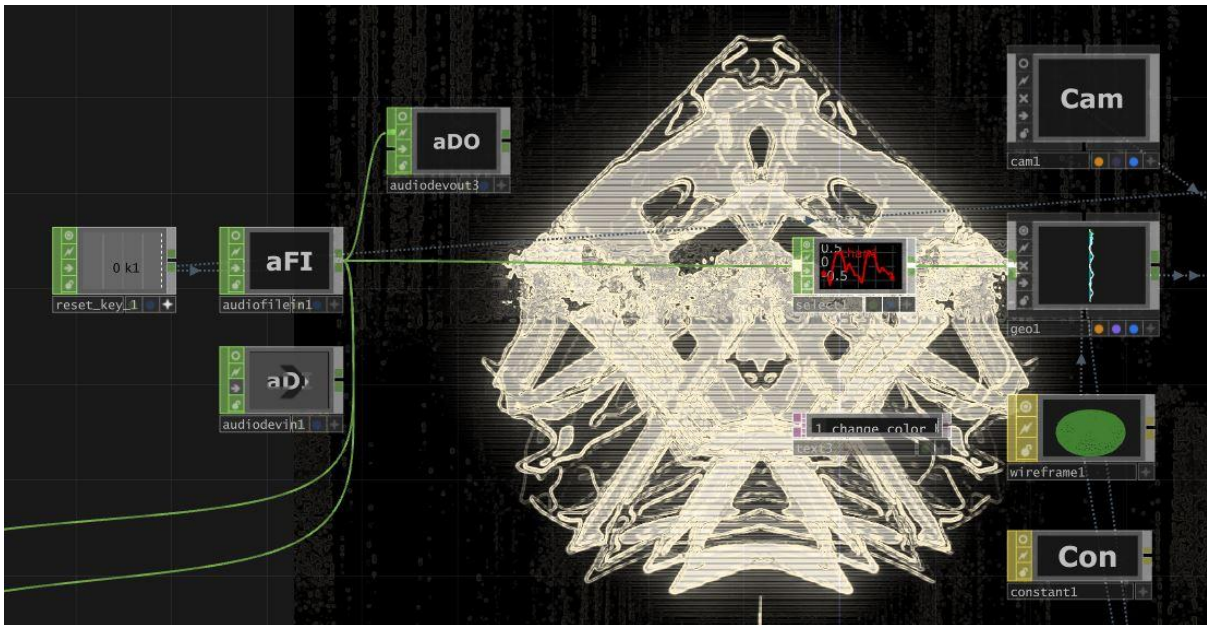 Cam
aDO
cam1
audiodevout3
0 k1
aFI
0.5
0
-0.5
chan1
reset_key_1
audiofilein1
select1
geo1
audiodevin1
1 change color
text3
wireframe1
Con
constant1